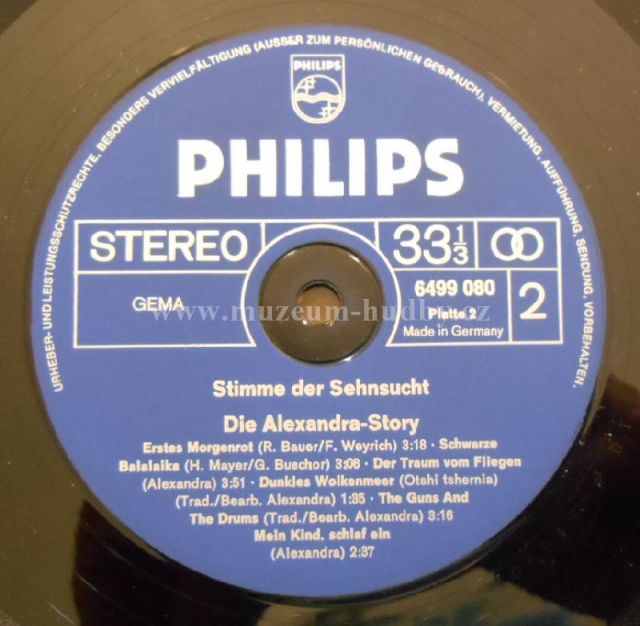 URHEBER- UND LEISTUNGSSCHUTZRECHTE, BESONDERS VERVIELFÄLTIGUNG (AUSSER ZUM PERSÖNLICHEN GEBRAUCH), VERMIETUNG, AUFFÜHRUNG, SENDUNG, VORBEHALTEN.
PHILIPS
PHILIPS
STEREO
33 1/3
GEMA
6499 080
Platte 2
Made in Germany
2
www.muzeum-hudby.cz
Stimme der Sehnsucht
Die Alexandra-Story
Erstes Morgenrot (R. Bauer/F. Weyrich) 3:18 · Schwarze
Balalaika (H. Mayer/G. Buschor) 3:08 · Der Traum vom Fliegen
(Alexandra) 3:51 · Dunkles Wolkenmeer (Otshi tshernia)
(Trad./Bearb. Alexandra) 1:35 · The Guns And
The Drums (Trad./Bearb. Alexandra) 3:16
Mein Kind, schlaf ein
(Alexandra) 2:37